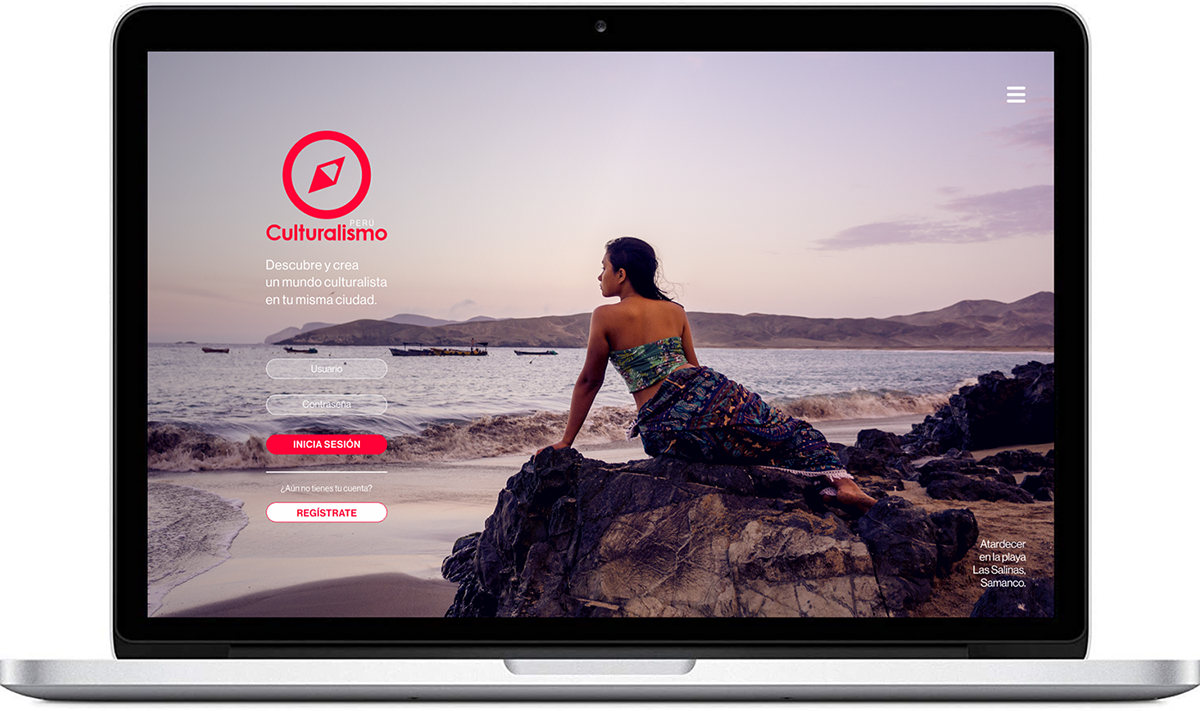 PERÚ
Culturalismo
Descubre y crea
un mundo culturalista
en tu misma ciudad.
Usuario
Contraseña
INICIA SESIÓN
¿Aún no tienes tu cuenta?
REGÍSTRATE
Atardecer
en la playa
Las Salinas,
Samanco.